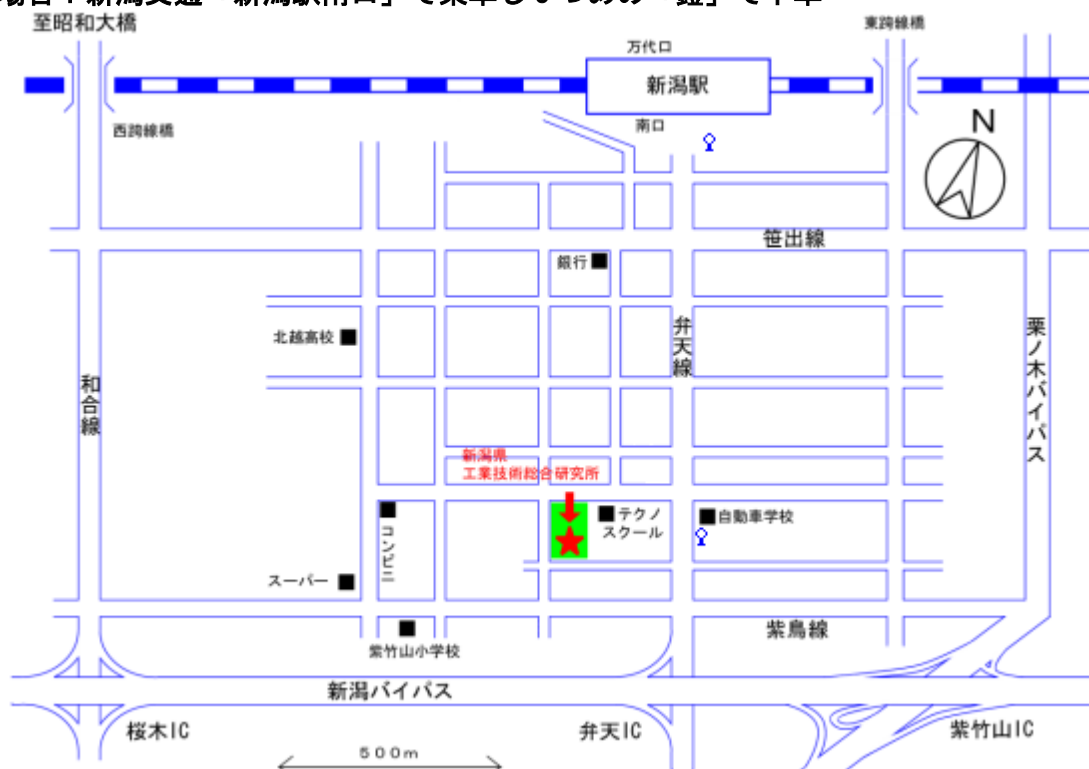 至昭和大橋
東跨線橋
万代口
新潟駅
西跨線橋
南口
N
笹出線
銀行
北越高校
弁天線
栗ノ木バイパス
和合線
新潟県
工業技術総合研究所
テクノ
スクール
自動車学校
コンビニ
スーパー
紫鳥線
紫竹山小学校
新潟バイパス
桜木IC
弁天IC
紫竹山IC
500m